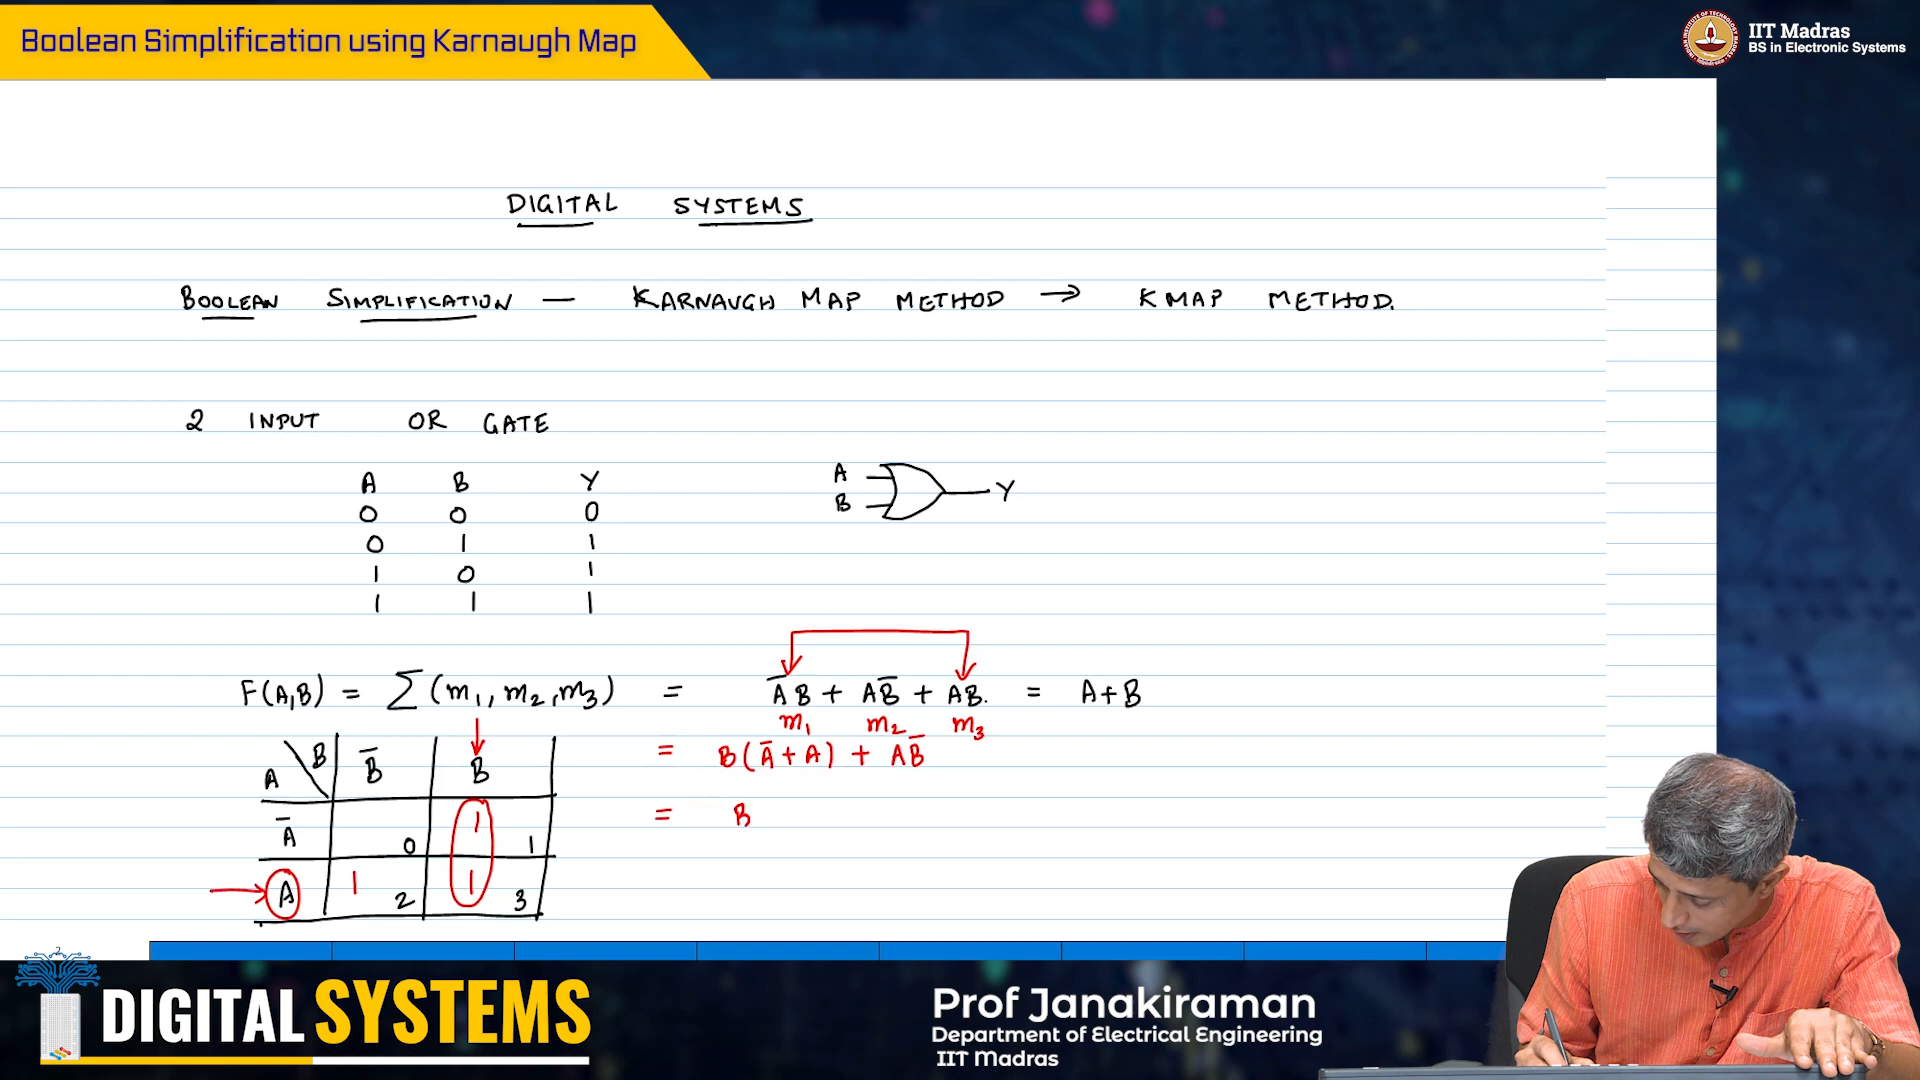 Boolean Simplification using Karnaugh Map
IIT Madras
BS in Electronic Systems
DIGITAL SYSTEMS
BOOLEAN SIMPLIFICATION — KARNAUGH MAP METHOD → KMAP METHOD.
2 INPUT OR GATE
A B Y
0 0 0
0 1 1
1 0 1
1 1 1
A
B
Y
F(A,B) = Σ(m₁, m₂, m₃) = A̅B + AB̅ + AB. = A+B
m₁ m₂ m₃
= B(A̅+A) + AB̅
= B
A \ B B̅ B
A̅ 0 1 1
A 1 2 1 3
DIGITAL SYSTEMS
Prof Janakiraman
Department of Electrical Engineering
IIT Madras